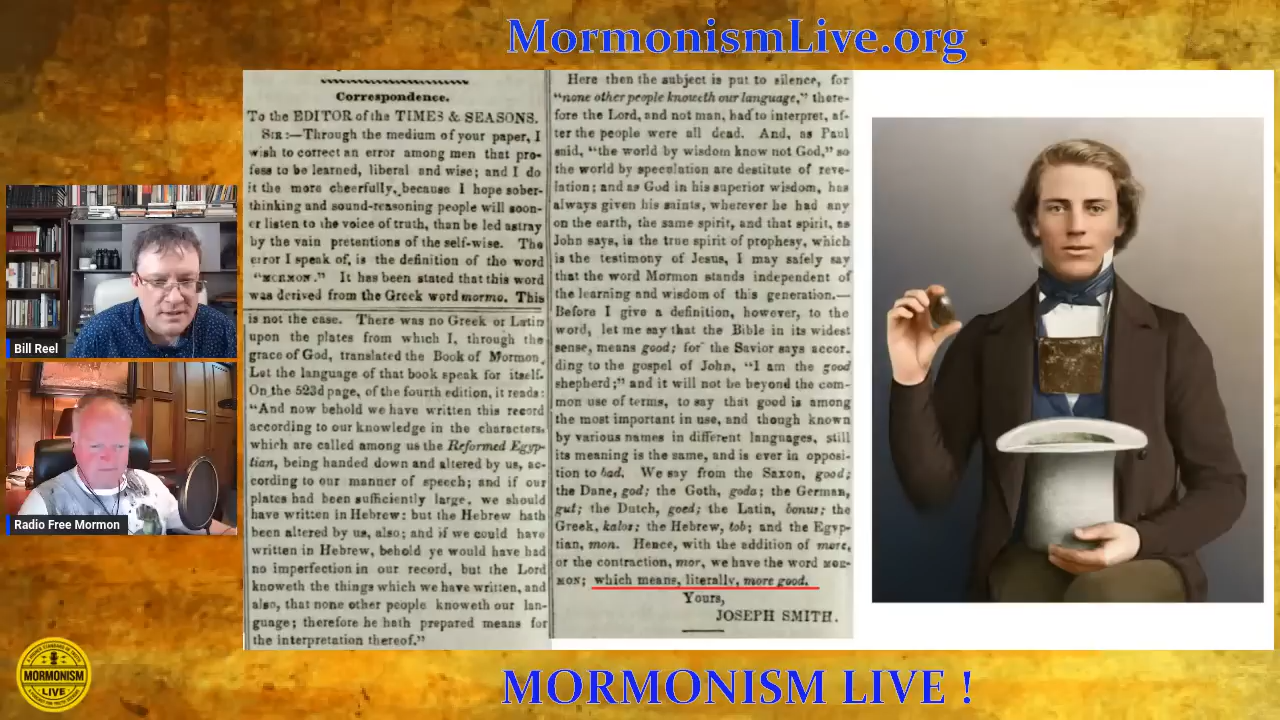 MormonismLive.org
Correspondence.
To the EDITOR of the TIMES & SEASONS.
SIR:—Through the medium of your paper, I
wish to correct an error among men that pro-
fess to be learned, liberal and wise; and I do
it the more cheerfully, because I hope sober-
thinking and sound-reasoning people will soon-
er listen to the voice of truth, than be led astray
by the vain pretentions of the self-wise. The
error I speak of, is the definition of the word
"MORMON." It has been stated that this word
was derived from the Greek word mormo. This
is not the case. There was no Greek or Latin
upon the plates from which I, through the
grace of God, translated the Book of Mormon.
Let the language of that book speak for itself.
On the 523d page, of the fourth edition, it reads:
"And now behold we have written this record
according to our knowledge in the characters,
which are called among us the Reformed Egyp-
tian, being handed down and altered by us, ac-
cording to our manner of speech; and if our
plates had been sufficiently large, we should
have written in Hebrew: but the Hebrew hath
been altered by us, also; and if we could have
written in Hebrew, behold ye would have had
no imperfection in our record, but the Lord
knoweth the things which we have written, and
also, that none other people knoweth our lan-
guage; therefore he hath prepared means for
the interpretation thereof."
Here then the subject is put to silence, for
"none other people knoweth our language," there-
fore the Lord, and not man, had to interpret, af-
ter the people were all dead. And, as Paul
said, "the world by wisdom know not God," so
the world by speculation are destitute of reve-
lation; and as God in his superior wisdom, has
always given his saints, wherever he had any
on the earth, the same spirit, and that spirit, as
John says, is the true spirit of prophesy, which
is the testimony of Jesus, I may safely say
that the word Mormon stands independent of
the learning and wisdom of this generation.—
Before I give a definition, however, to the
word, let me say that the Bible in its widest
sense, means good; for the Savior says accor-
ding to the gospel of John, "I am the good
shepherd;" and it will not be beyond the com-
mon use of terms, to say that good is among
the most important in use, and though known
by various names in different languages, still
its meaning is the same, and is ever in opposi-
tion to bad. We say from the Saxon, good;
the Dane, god; the Goth, goda; the German,
gut; the Dutch, goed; the Latin, bonus; the
Greek, kalos; the Hebrew, tob; and the Egyp-
tian, mon. Hence, with the addition of more,
or the contraction, mor, we have the word MOR-
MON; which means, literally, more good.
Yours,
JOSEPH SMITH.
Bill Reel
Radio Free Mormon
MORMONISM
LIVE
MORMONISM LIVE !